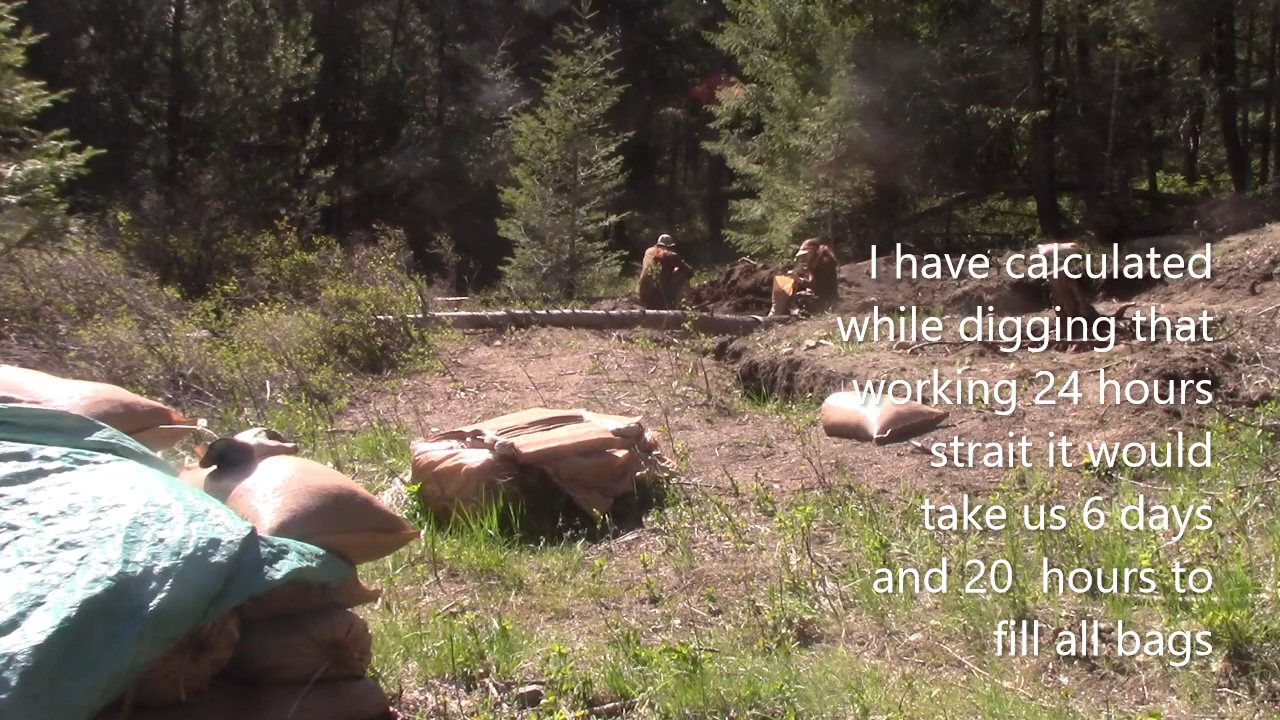 I have calculated
while digging that
working 24 hours
strait it would
take us 6 days
and 20  hours to
fill all bags